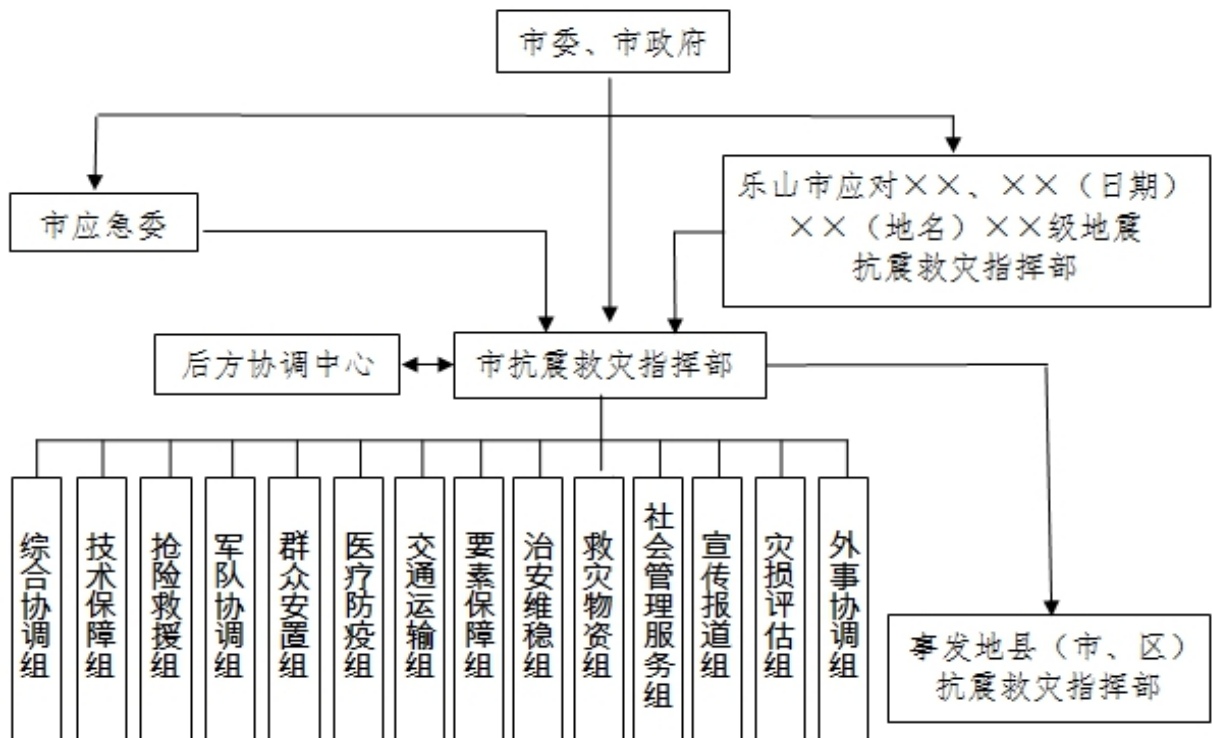 市委、市政府
市应急委
乐山市应对××、××（日期）
××（地名）××级地震
抗震救灾指挥部
后方协调中心
市抗震救灾指挥部
综合协调组
技术保障组
抢险救援组
军队协调组
群众安置组
医疗防疫组
交通运输组
要素保障组
治安维稳组
救灾物资组
社会管理服务组
宣传报道组
灾损评估组
外事协调组
事发地县（市、区）
抗震救灾指挥部